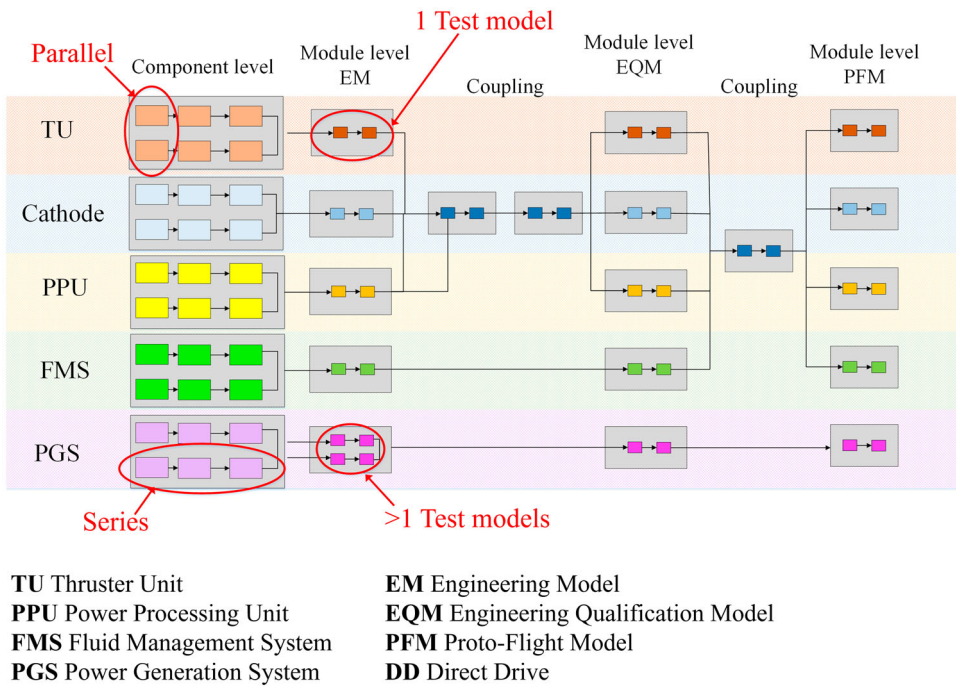 1 Test model
Parallel
Component level
Module level
EM
Coupling
Module level
EQM
Coupling
Module level
PFM
TU
Cathode
PPU
FMS
PGS
Series
>1 Test models
TU Thruster Unit
PPU Power Processing Unit
FMS Fluid Management System
PGS Power Generation System
EM Engineering Model
EQM Engineering Qualification Model
PFM Proto-Flight Model
DD Direct Drive